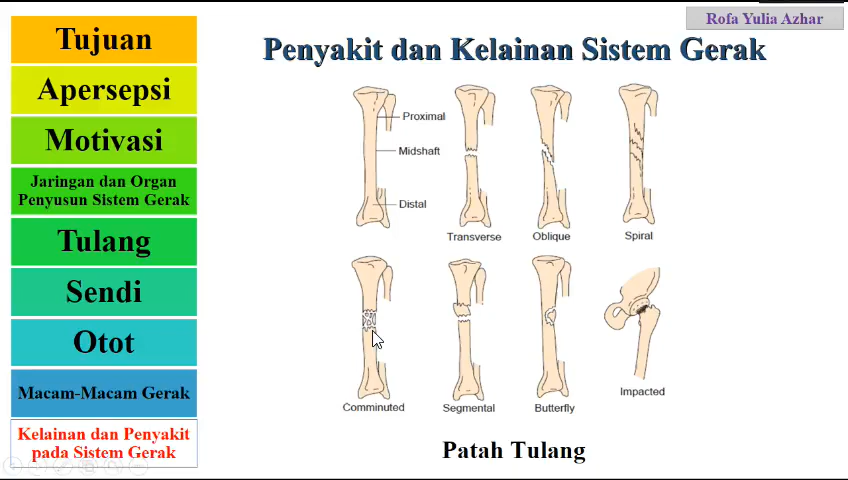 Rofa Yulia Azhar
Tujuan
Apersepsi
Motivasi
Jaringan dan Organ
Penyusun Sistem Gerak
Tulang
Sendi
Otot
Macam-Macam Gerak
Kelainan dan Penyakit
pada Sistem Gerak
Penyakit dan Kelainan Sistem Gerak
Proximal
Midshaft
Distal
Transverse
Oblique
Spiral
Comminuted
Segmental
Butterfly
Impacted
Patah Tulang